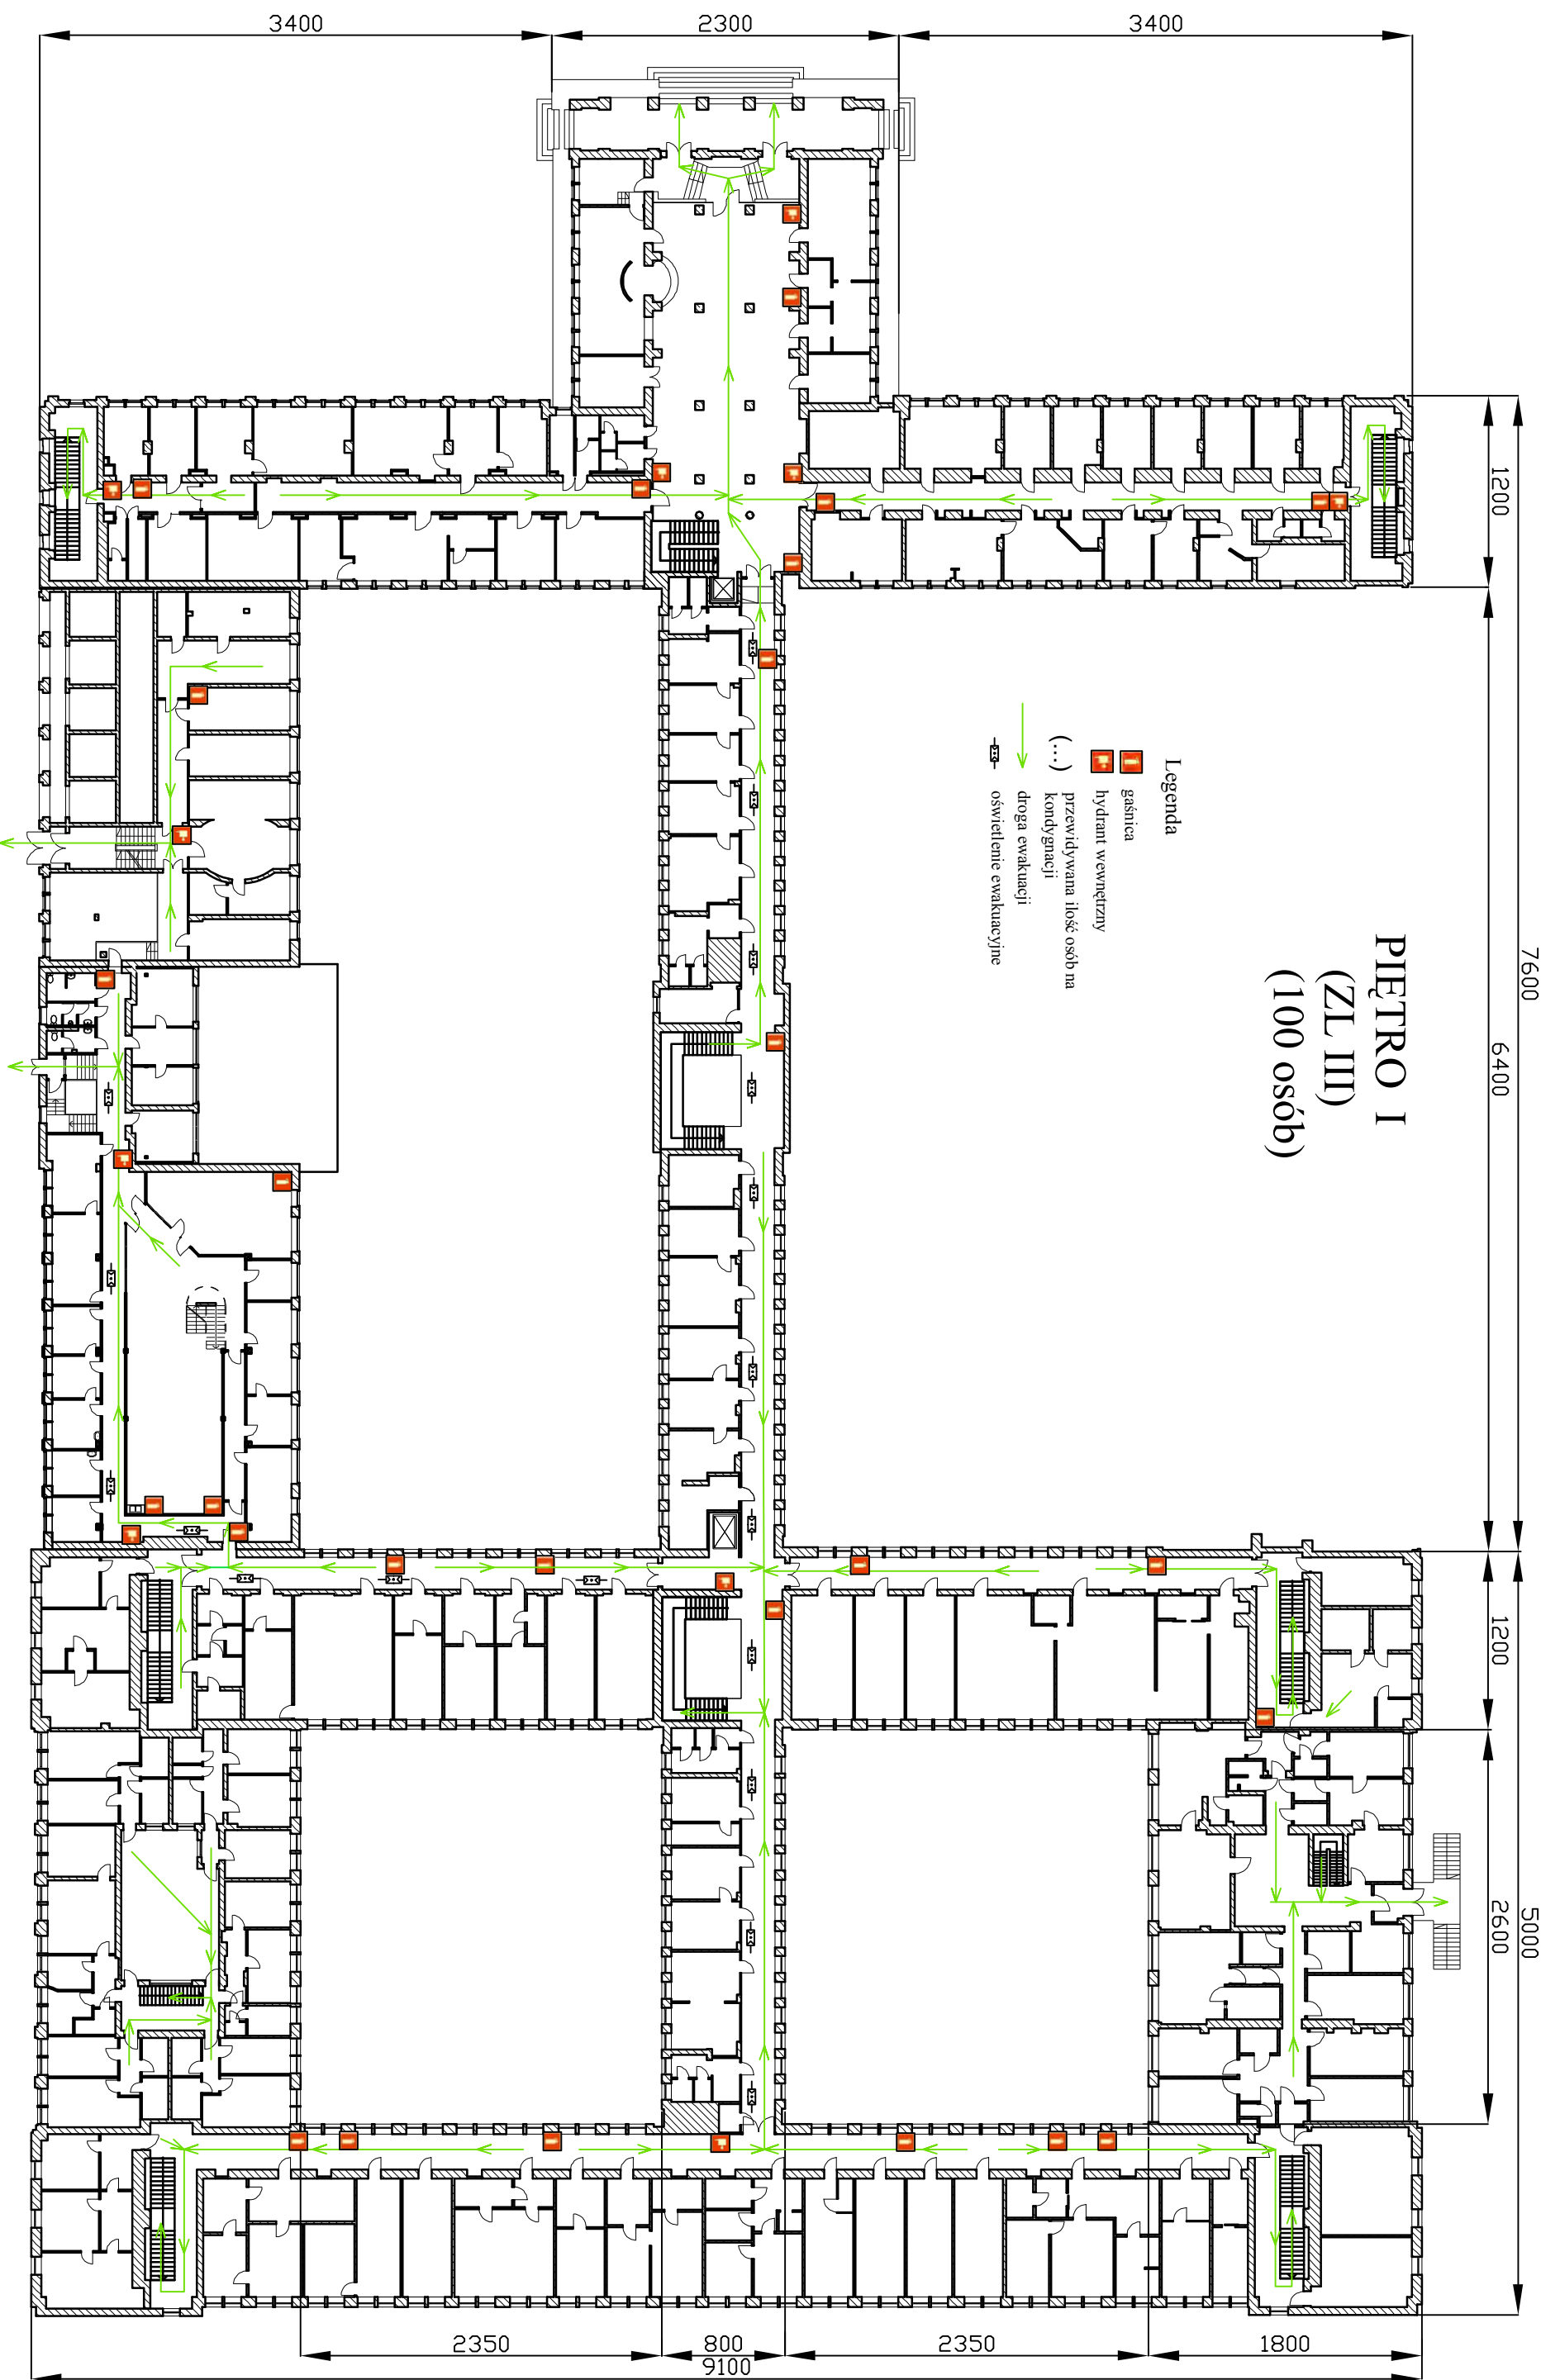 3400
2300
3400
1200
7600
6400
PIĘTRO I
(ZL III)
(100 osób)
Legenda
gaśnica
hydrant wewnętrzny
(...) przewidywana ilość osób na
kondygnacji
droga ewakuacji
oświetlenie ewakuacyjne
1200
5000
2600
2350
800
2350
1800
9100